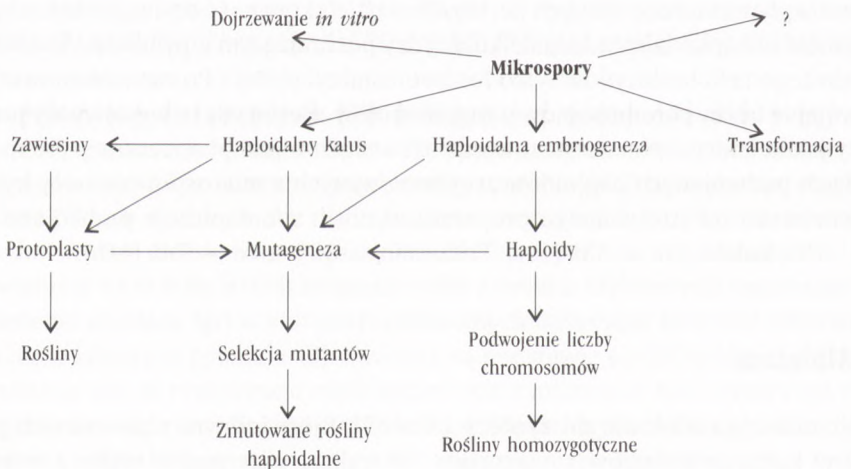 Dojrzewanie in vitro
?
Mikrospory
Zawiesiny
Haploidalny kalus
Haploidalna embriogeneza
Transformacja
Protoplasty
Mutageneza
Haploidy
Rośliny
Selekcja mutantów
Podwojenie liczby
chromosomów
Zmutowane rośliny
haploidalne
Rośliny homozygotyczne